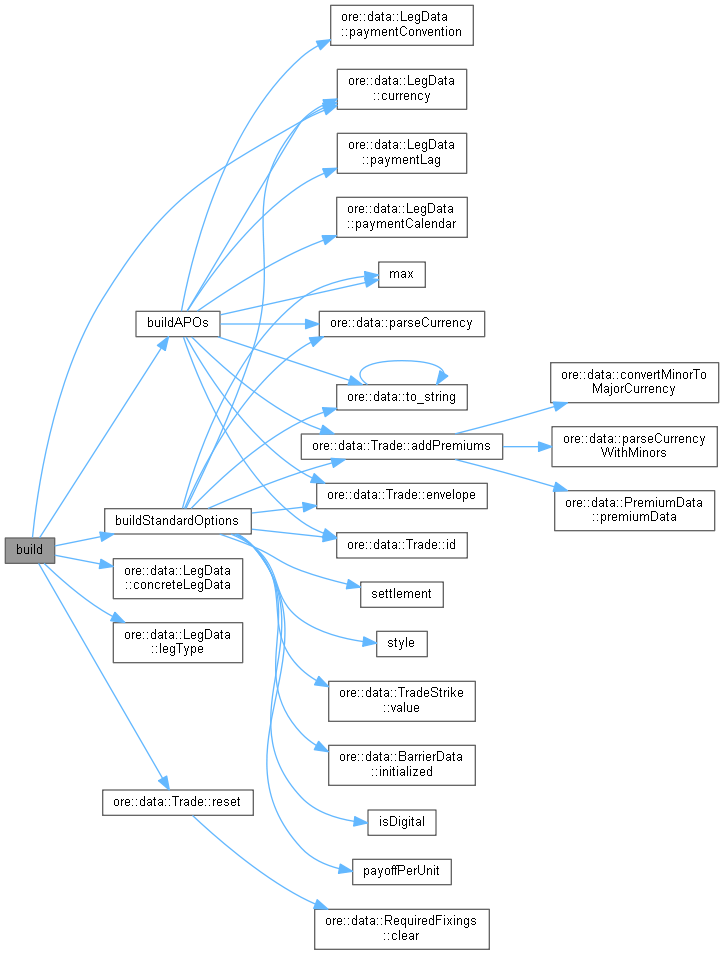 ore::data::LegData
::paymentConvention
ore::data::LegData
::currency
ore::data::LegData
::paymentLag
ore::data::LegData
::paymentCalendar
max
buildAPOs
ore::data::parseCurrency
ore::data::convertMinorTo
MajorCurrency
ore::data::to_string
ore::data::Trade::addPremiums
ore::data::parseCurrency
WithMinors
ore::data::Trade::envelope
ore::data::PremiumData
::premiumData
buildStandardOptions
build
ore::data::Trade::id
ore::data::LegData
::concreteLegData
settlement
ore::data::LegData
::legType
style
ore::data::TradeStrike
::value
ore::data::BarrierData
::initialized
ore::data::Trade::reset
isDigital
payoffPerUnit
ore::data::RequiredFixings
::clear